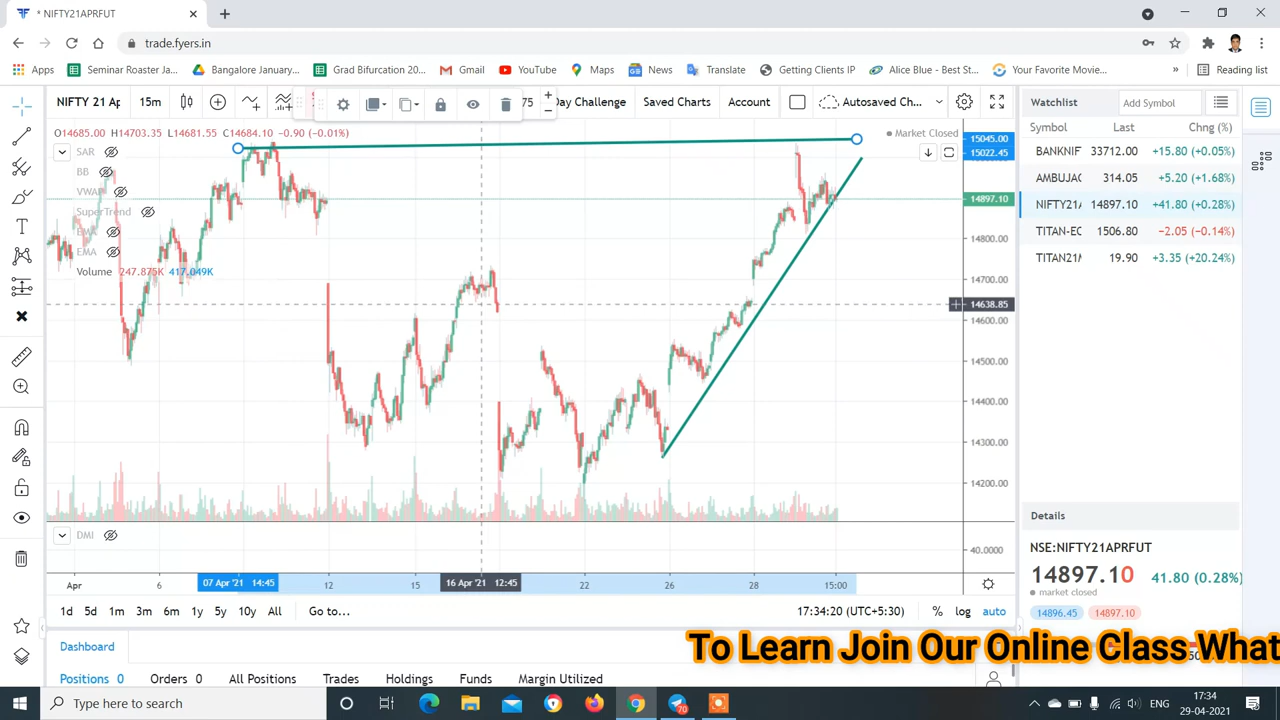 * NIFTY21APRFUT
trade.fyers.in
Apps
Seminar Roaster Ja...
Bangalore January...
Grad Bifurcation 20...
Gmail
YouTube
Maps
News
Translate
Getting Clients IP
Alice Blue - Best St...
Your Favorite Movie...
»
Reading list
NIFTY 21 Ap
15m
75
Day Challenge
Saved Charts
Account
Autosaved Ch...
Watchlist
Add Symbol
O14685.00 H14703.35 L14681.55 C14684.10 -0.90 (-0.01%)
Market Closed
SAR
BB
VWAP
SuperTrend
EMA
Volume 247.875K 417.049K
15045.00
15022.45
14897.10
14800.00
14700.00
14638.85
14600.00
14500.00
14400.00
14300.00
14200.00
Symbol Last Chng (%)
BANKNIF 33712.00 +15.80 (+0.05%)
AMBUJAC 314.05 +5.20 (+1.68%)
NIFTY21A 14897.10 +41.80 (+0.28%)
TITAN-EC 1506.80 -2.05 (-0.14%)
TITAN21M 19.90 +3.35 (+20.24%)
DMI
40.0000
Apr
6
07 Apr '21 14:45
12
15
16 Apr '21 12:45
22
26
28
15:00
1d 5d 1m 3m 6m 1y 5y 10y All Go to...
17:34:20 (UTC+5:30)
% log auto
Details
NSE:NIFTY21APRFUT
14897.10 41.80 (0.28%)
market closed
14896.45 14897.10
Dashboard
Positions 0
Orders 0
All Positions
Trades
Holdings
Funds
Margin Utilized
To Learn Join Our Online Class What
Type here to search
70
ENG
17:34
29-04-2021